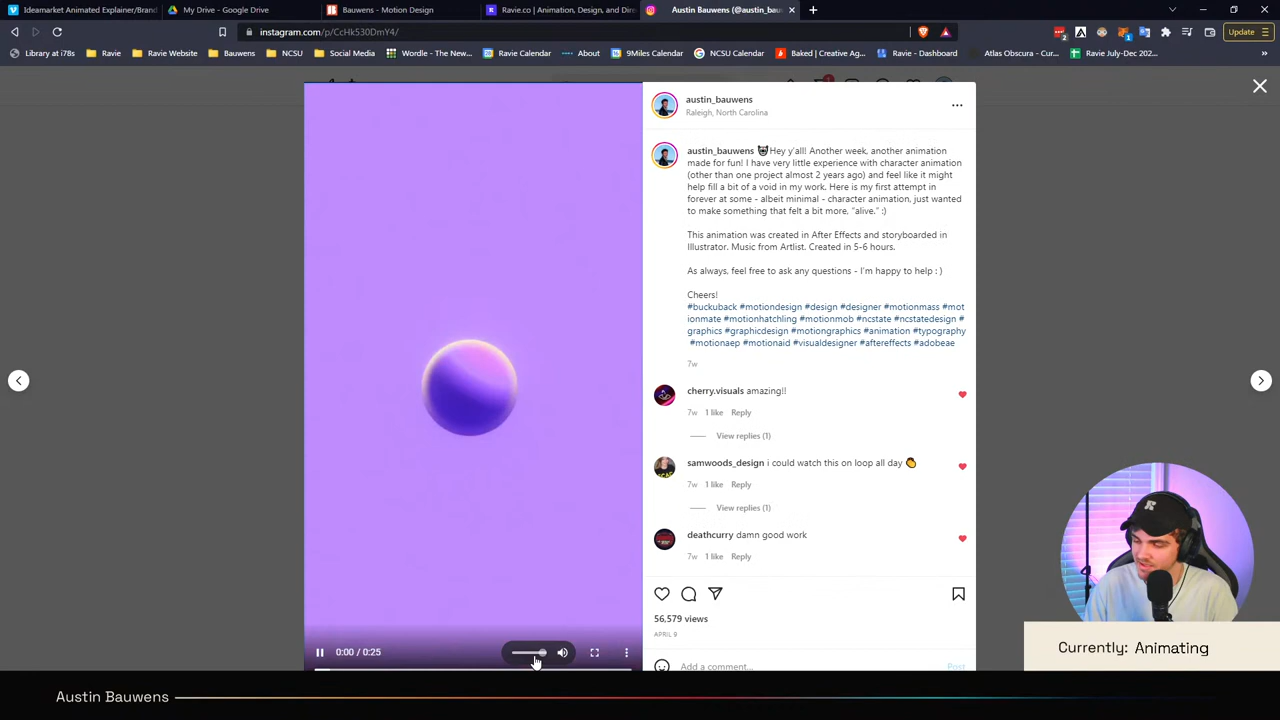 Ideamarket Animated Explainer/Bran
My Drive - Google Drive
Bauwens - Motion Design
Ravie.co | Animation, Design, and Dire
Austin Bauwens (@austin_bau
instagram.com/p/CcHk530DmY4/
Update
Library at i78s
Ravie
Ravie Website
Bauwens
NCSU
Social Media
Wordle - The New...
Ravie Calendar
About
9Miles Calendar
NCSU Calendar
Baked | Creative Ag...
Ravie - Dashboard
Atlas Obscura - Cur...
Ravie July-Dec 202...
austin_bauwens
Raleigh, North Carolina
austin_bauwens 🐱Hey y'all! Another week, another animation
made for fun! I have very little experience with character animation
(other than one project almost 2 years ago) and feel like it might
help fill a bit of a void in my work. Here is my first attempt in
forever at some - albeit minimal - character animation, just wanted
to make something that felt a bit more, "alive." :)
This animation was created in After Effects and storyboarded in
Illustrator. Music from Artlist. Created in 5-6 hours.
As always, feel free to ask any questions - I'm happy to help : )
Cheers!
#buckuback #motiondesign #design #designer #motionmass #mot
ionmate #motionhatchling #motionmob #ncstate #ncstatedesign #
graphics #graphicdesign #motiongraphics #animation #typography
#motionaep #motionaid #visualdesigner #aftereffects #adobeae
7w
cherry.visuals amazing!!
7w 1 like Reply
View replies (1)
samwoods_design i could watch this on loop all day 👏
7w 1 like Reply
View replies (1)
deathcurry damn good work
7w 1 like Reply
56,579 views
APRIL 9
Add a comment...
Post
0:00 / 0:25
Currently: Animating
Austin Bauwens